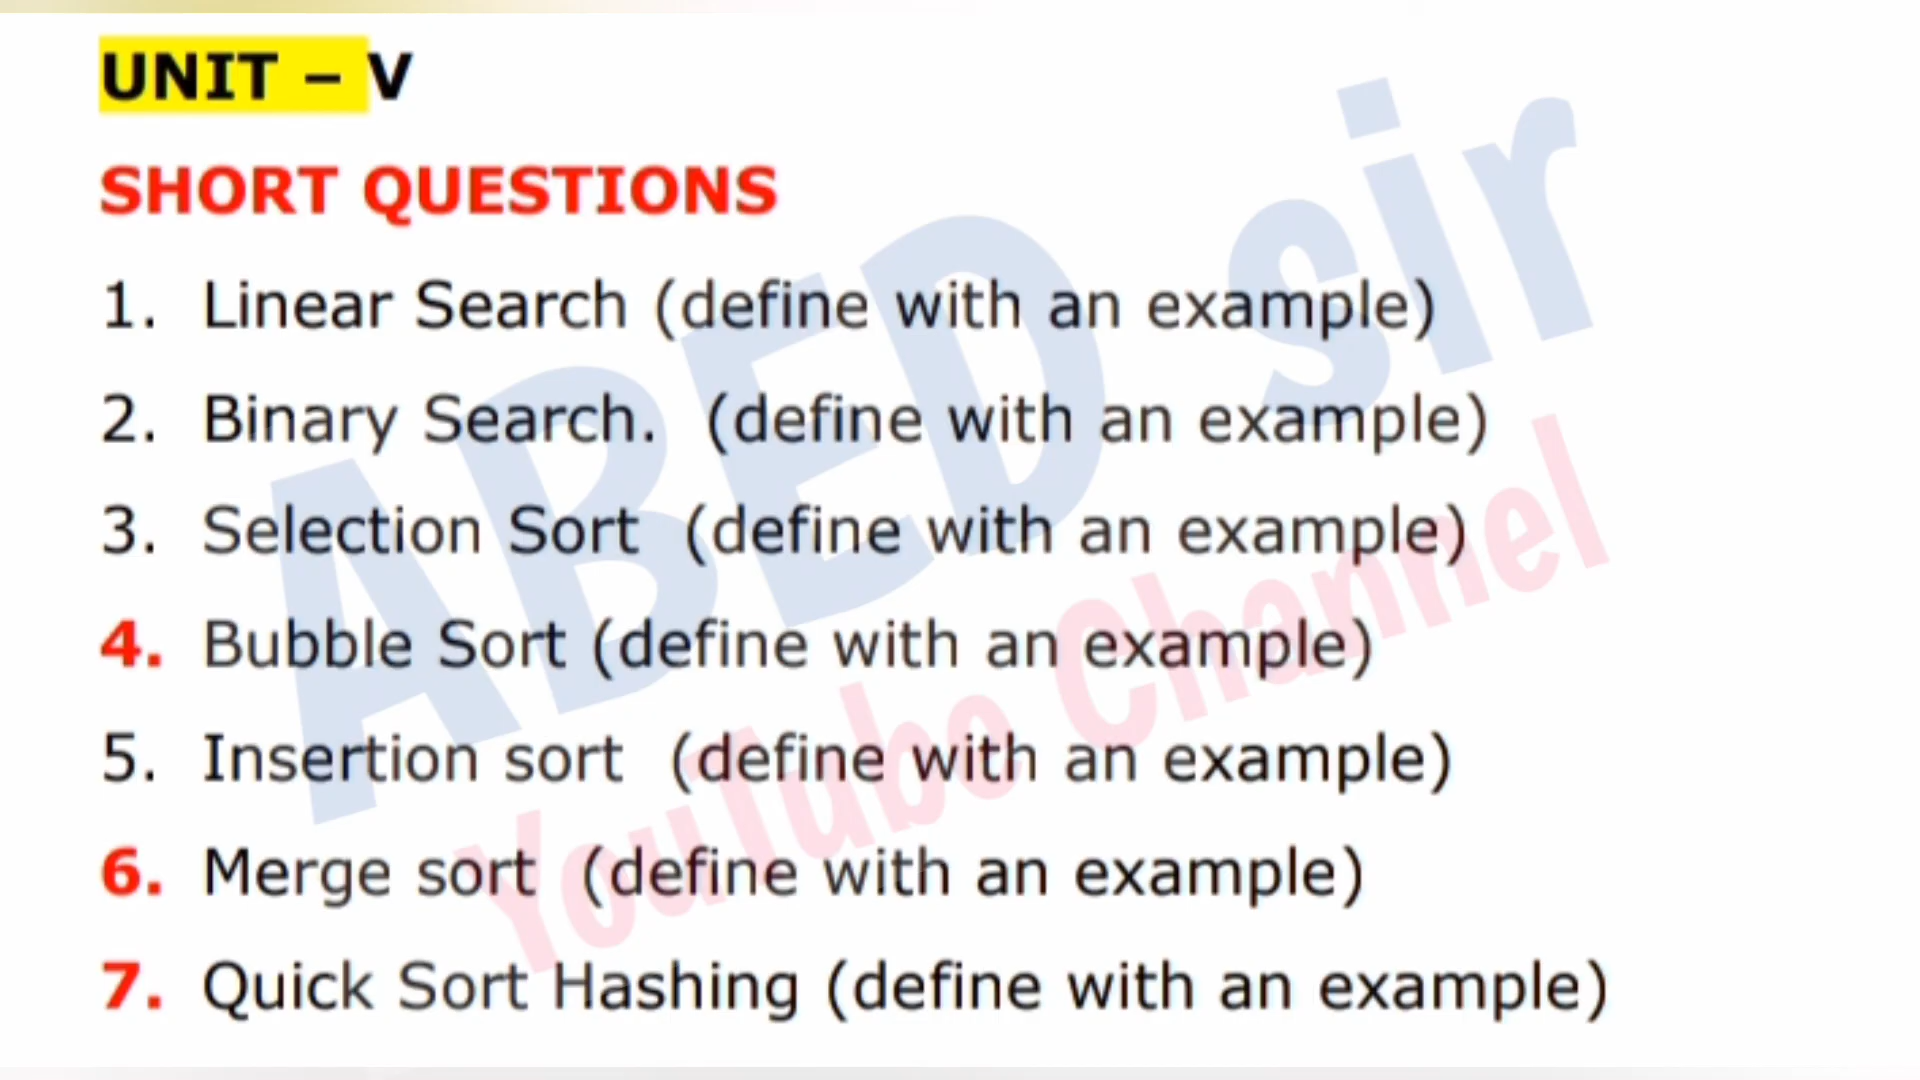 UNIT – V
SHORT QUESTIONS
1. Linear Search (define with an example)
2. Binary Search. (define with an example)
3. Selection Sort (define with an example)
4. Bubble Sort (define with an example)
5. Insertion sort (define with an example)
6. Merge sort (define with an example)
7. Quick Sort Hashing (define with an example)
ABED sir
YouTube Channel